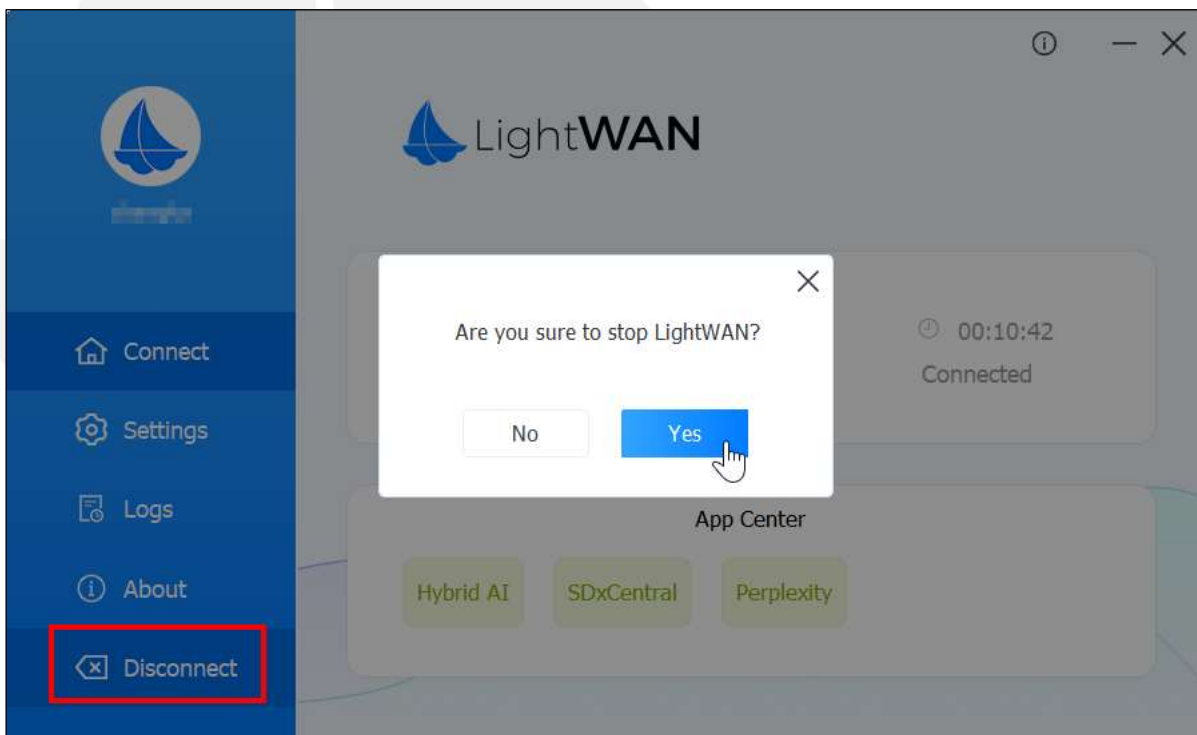 LightWAN
Are you sure to stop LightWAN?
No
Yes
00:10:42
Connected
Connect
Settings
Logs
About
Disconnect
App Center
Hybrid AI
SDxCentral
Perplexity